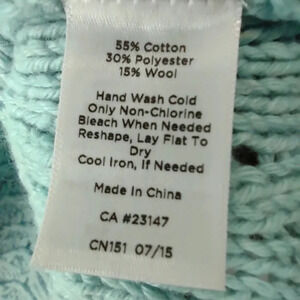 55% Cotton
30% Polyester
15% Wool
Hand Wash Cold
Only Non-Chlorine
Bleach When Needed
Reshape, Lay Flat To
Dry
Cool Iron, If Needed
Made In China
CA #23147
CN151 07/15